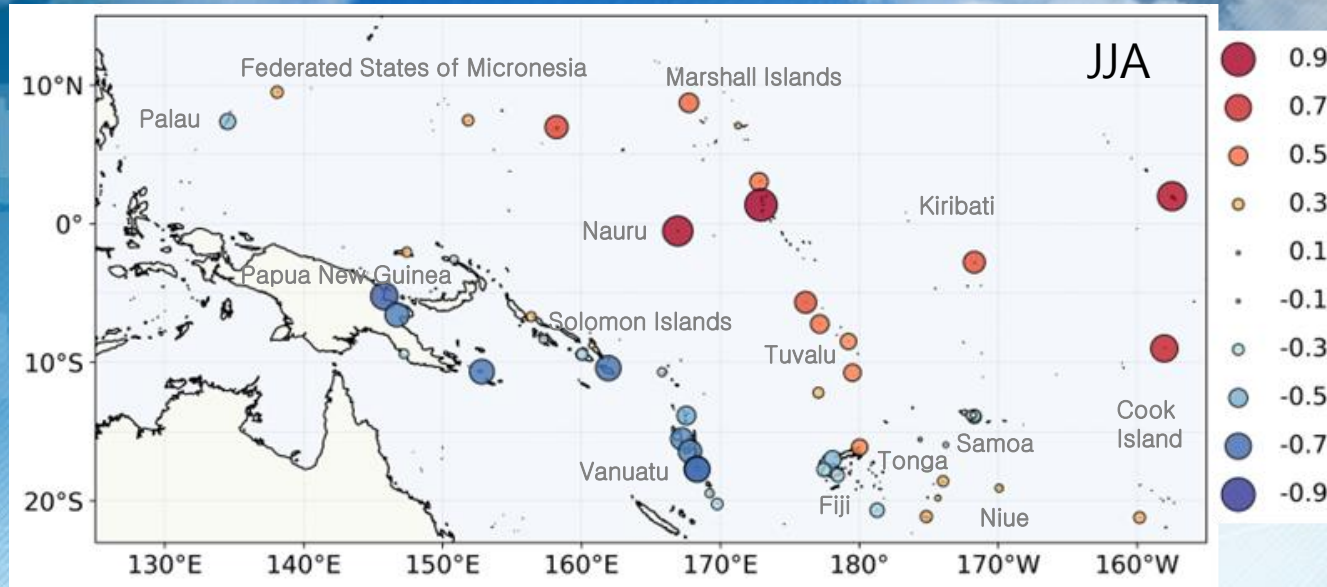 JJA
Federated States of Micronesia
Marshall Islands
10°N
Palau
Kiribati
0°
Nauru
Papua New Guinea
Solomon Islands
Tuvalu
10°S
Cook
Island
Samoa
Tonga
Vanuatu
Fiji
Niue
20°S
130°E 140°E 150°E 160°E 170°E 180° 170°W 160°W
0.9
0.7
0.5
0.3
0.1
-0.1
-0.3
-0.5
-0.7
-0.9